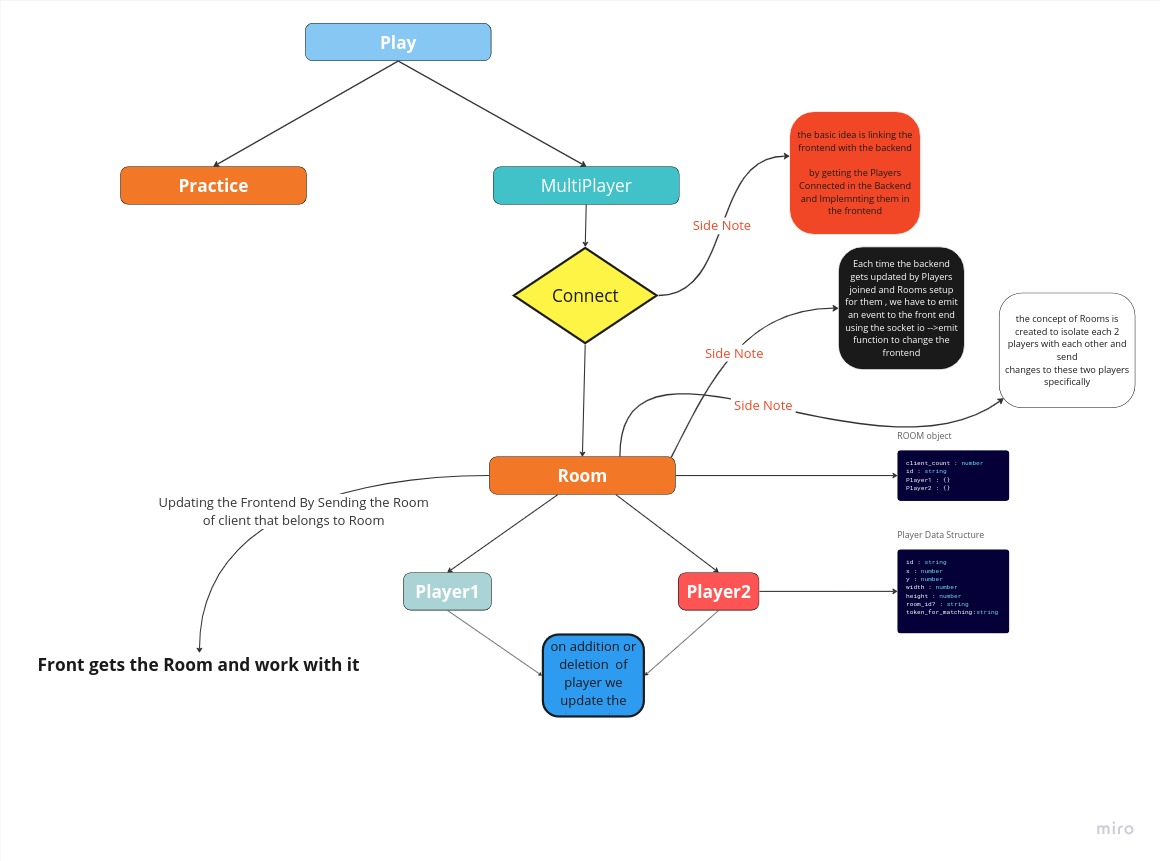 Play
Practice
MultiPlayer
the basic idea is linking the
frontend with the backend
by getting the Players
Connected in the Backend
and Implemnting them in
the frontend
Side Note
Connect
Each time the backend
gets updated by Players
joined and Rooms setup
for them , we have to emit
an event to the front end
using the socket io -->emit
function to change the
frontend
Side Note
the concept of Rooms is
created to isolate each 2
players with each other and
send
changes to these two players
specifically
Side Note
ROOM object
client_count : number
id : string
Player1 : {}
Player2 : {}
Room
Updating the Frontend By Sending the Room
of client that belongs to Room
Player Data Structure
id : string
x : number
y : number
width : number
height : number
room_id? : string
token_for_matching:string
Player1
Player2
on addition or
deletion of
player we
update the
Front gets the Room and work with it
miro